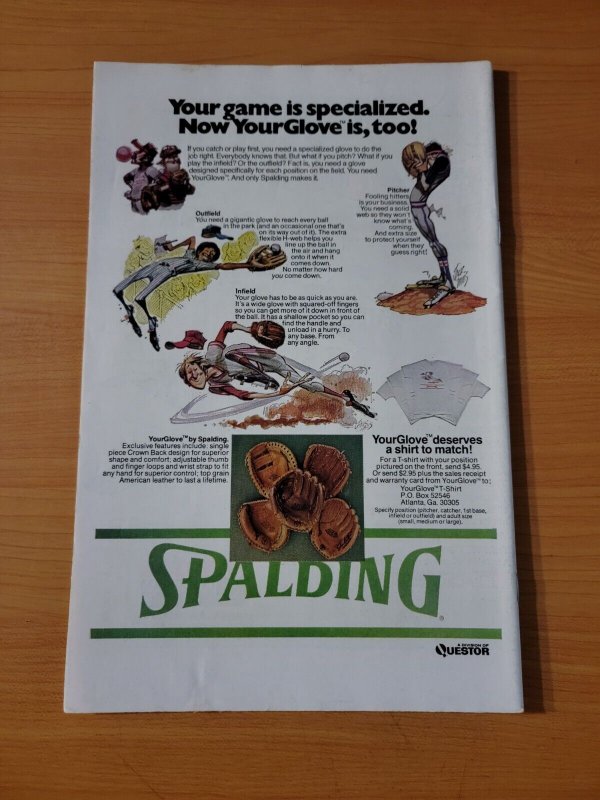 Your game is specialized.
Now YourGlove™ is, too!
If you catch or play first, you need a specialized glove to do the
job right. Everybody knows that. But what if you pitch? What if you
play the infield? Or the outfield? Fact is, you need a glove
designed specifically for each position on the field. You need
YourGlove™. And only Spalding makes it.
Pitcher
Fooling hitters
is your business.
You need a solid
web so they won't
know what's
coming.
And extra size
to protect yourself
when they
guess right!
Outfield
You need a gigantic glove to reach every ball
in the park (and an occasional one that's
on its way out of it). The extra
flexible H-web helps you
line up the ball in
the air and hang
onto it when it
comes down.
No matter how hard
you come down.
Infield
Your glove has to be as quick as you are.
It's a wide glove with squared-off fingers
so you can get more of it down in front of
the ball. It has a shallow pocket so you can
find the handle and
unload in a hurry. To
any base. From
any angle.
YourGlove™ by Spalding.
Exclusive features include: single
piece Crown Back design for superior
shape and comfort; adjustable thumb
and finger loops and wrist strap to fit
any hand for superior control; top grain
American leather to last a lifetime.
YourGlove™ deserves
a shirt to match!
For a T-shirt with your position
pictured on the front, send $4.95.
Or send $2.95 plus the sales receipt
and warranty card from YourGlove™ to:
YourGlove™ T-Shirt
P.O. Box 52546
Atlanta, Ga. 30305
Specify position (pitcher, catcher, 1st base,
infield or outfield) and adult size
(small, medium or large).
SPALDING®
A DIVISION OF
QUESTOR